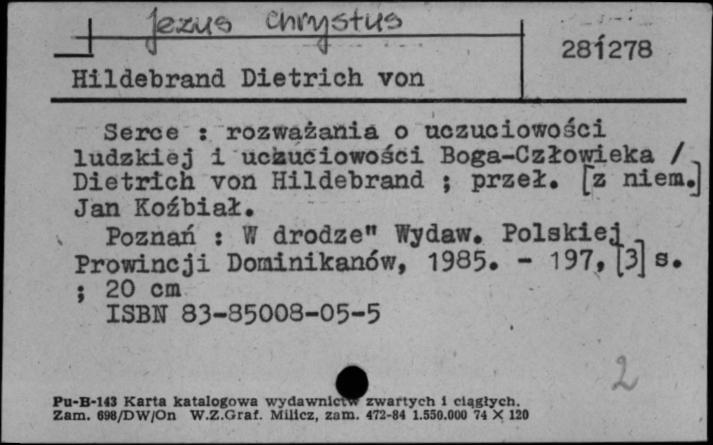 Jezus Chrystus
281278
Hildebrand Dietrich von
Serce : rozważania o uczuciowości
ludzkiej i uczuciowości Boga-Człowieka /
Dietrich von Hildebrand ; przeł. [z niem.]
Jan Koźbiał.
Poznań : W drodze" Wydaw. Polskiej
Prowincji Dominikanów, 1985. - 197, [3] s.
; 20 cm
ISBN 83-85008-05-5
2
Pu-B-143 Karta katalogowa wydawnictw zwartych i ciągłych.
Zam. 698/DW/On W.Z.Graf. Milicz, zam. 472-84 1.550.000 74 X 120